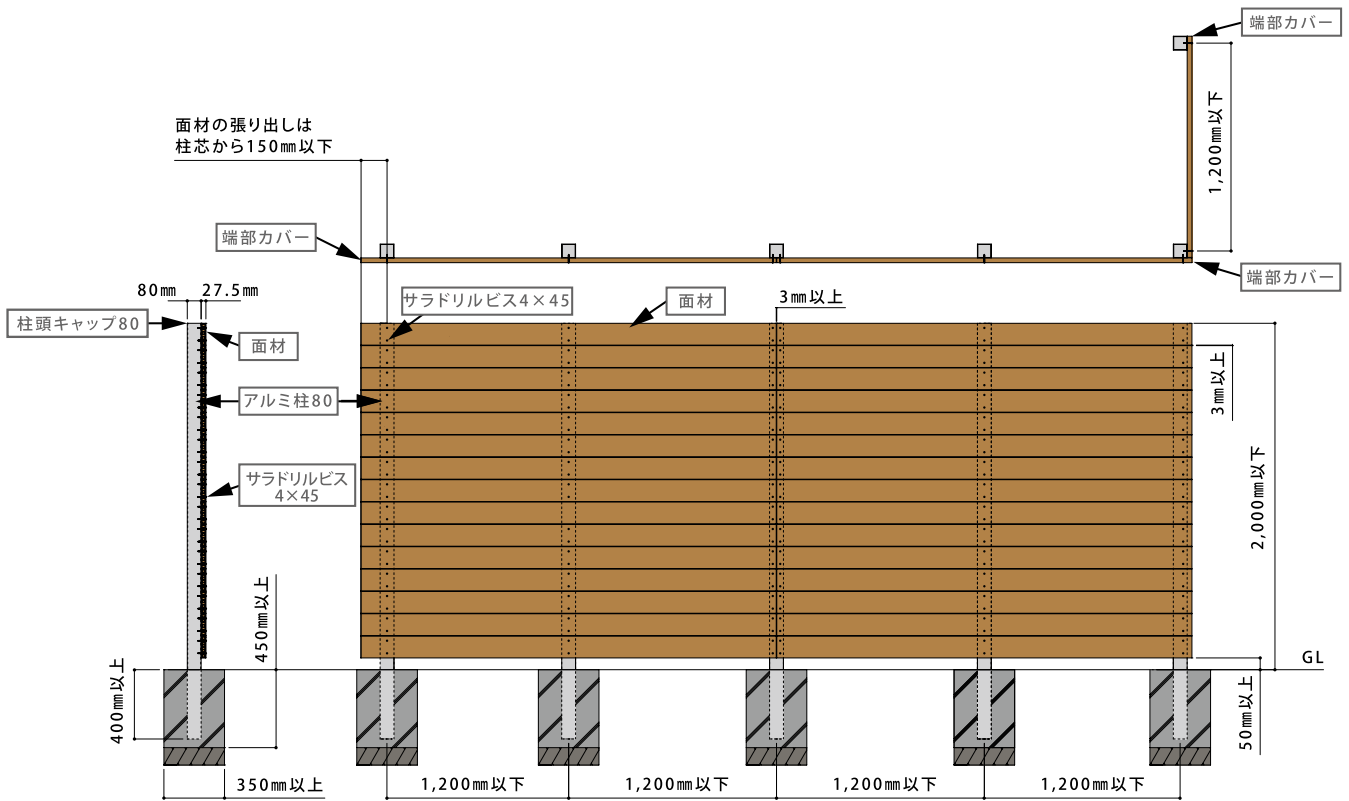 端部カバー
1,200㎜以下
面材の張り出しは
柱芯から150㎜以下
端部カバー
端部カバー
80㎜
27.5㎜
サラドリルビス4×45
面材
3㎜以上
柱頭キャップ80
面材
3㎜以上
アルミ柱80
2,000㎜以下
サラドリルビス
4×45
450㎜以上
GL
400㎜以上
50㎜以上
350㎜以上
1,200㎜以下
1,200㎜以下
1,200㎜以下
1,200㎜以下